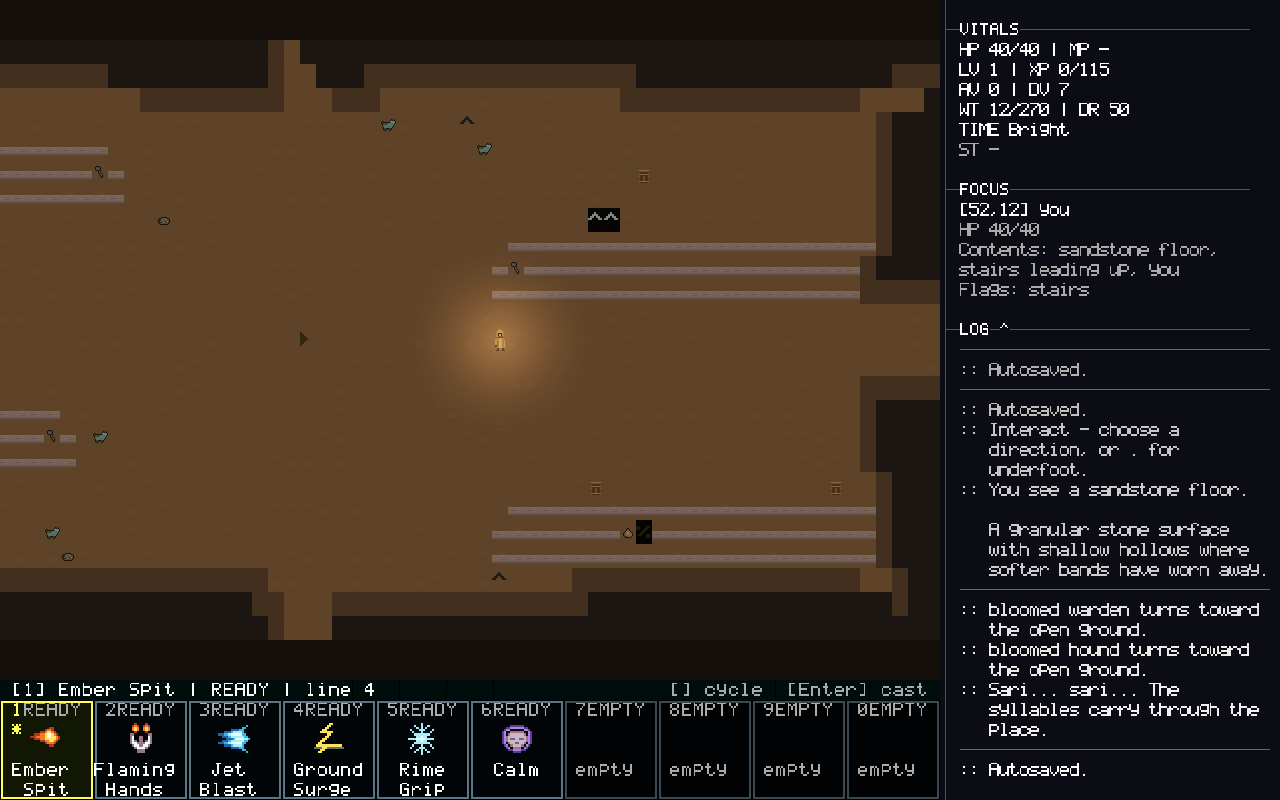 VITALS
HP 40/40 | MP -
LV 1 | XP 0/115
AV 0 | DV 7
WT 12/270 | DR 50
TIME Bright
ST -
FOCUS
[52,12] You
HP 40/40
Contents: sandstone floor,
stairs leading up, You
Flags: stairs
LOG ^
:: Autosaved.
:: Autosaved.
:: Interact - choose a
direction, or . for
underfoot.
:: You see a sandstone floor.
A granular stone surface
with shallow hollows where
softer bands have worn away.
:: bloomed warden turns toward
the open ground.
:: bloomed hound turns toward
the open ground.
:: Sari... sari... The
syllables carry through the
Place.
:: Autosaved.
[1] Ember Spit | READY | line 4
[] cycle [Enter] cast
1READY 2READY 3READY 4READY 5READY 6READY 7EMPTY 8EMPTY 9EMPTY 0EMPTY
*
Ember Flaming Jet Ground Rime Calm empty empty empty empty
Spit Hands Blast Surge Grip